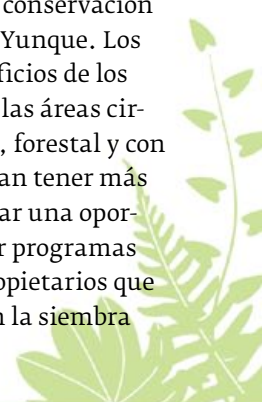 conservación
Yunque. Los
ficios de los
las áreas cir-
, forestal y con
an tener más
ar una opor-
r programas
opietarios que
n la siembra